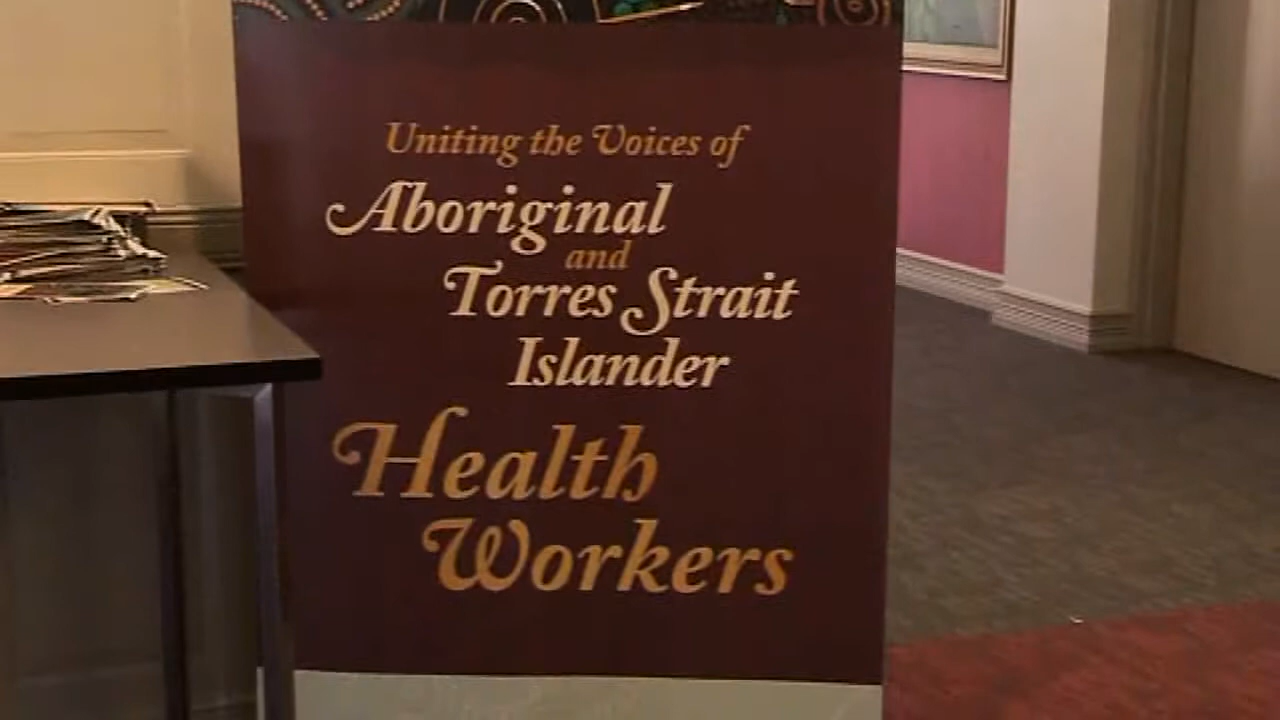 Uniting the Voices of
Aboriginal
and
Torres Strait
Islander
Health
Workers